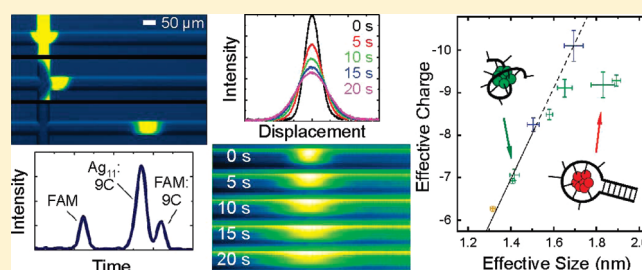 50 µm
Intensity
Displacement
0 s
5 s
10 s
15 s
20 s
Effective Charge
-10
-9
-8
-7
-6
1.2 1.4 1.6 1.8 2.0
Effective Size (nm)
Intensity
Time
FAM
Ag11:
9C
FAM:
9C
0 s
5 s
10 s
15 s
20 s